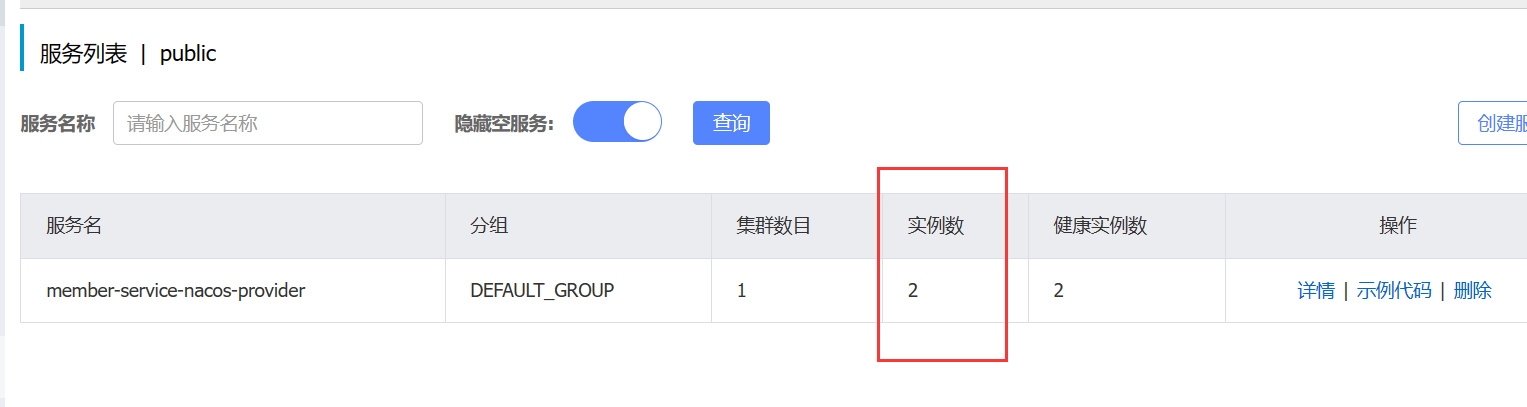 服务列表 | public
服务名称 请输入服务名称 隐藏空服务: 查询 创建服
服务名 分组 集群数目 实例数 健康实例数 操作
member-service-nacos-provider DEFAULT_GROUP 1 2 2 详情 | 示例代码 | 删除